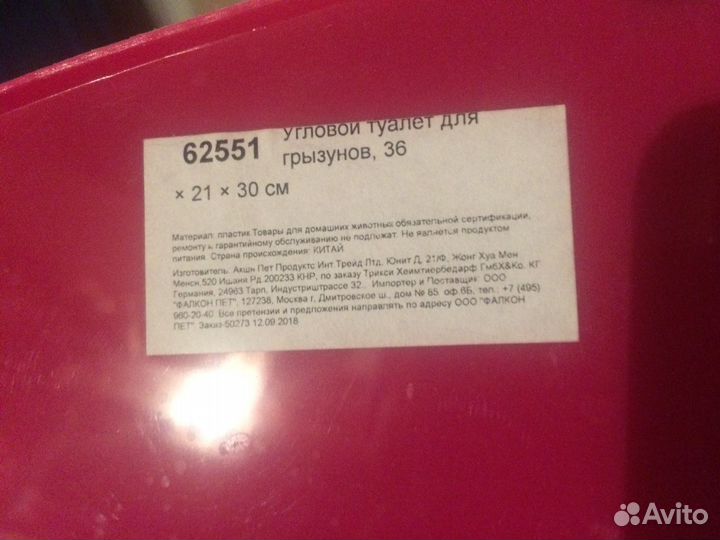 62551 Угловой туалет для
грызунов, 36
× 21 × 30 см
Материал: пластик Товары для домашних животных обязательной сертификации,
ремонту и гарантийному обслуживанию не подлежат. Не является продуктом
питания. Страна происхождения: КИТАЙ
Изготовитель: Акшн Пет Продуктс Инт Трейд Лтд. Юнит Д, 21/Ф, Жонг Хуа Мен
Менси,520 Ишаня Рд.200233 КНР, по заказу Трикси Хеимтиербедарф ГмбХ&Ко. КГ
Германия, 24963 Тарп, Индустриштрассе 32. Импортер и Поставщик: ООО
"ФАЛКОН ПЕТ", 127238, Москва г, Дмитровское ш., дом № 85, оф.6Б, тел.: +7 (495)
960-20-40. Все претензии и предложения направлять по адресу ООО "ФАЛКОН
ПЕТ". Заказ-50273 12.09.2018
Avito